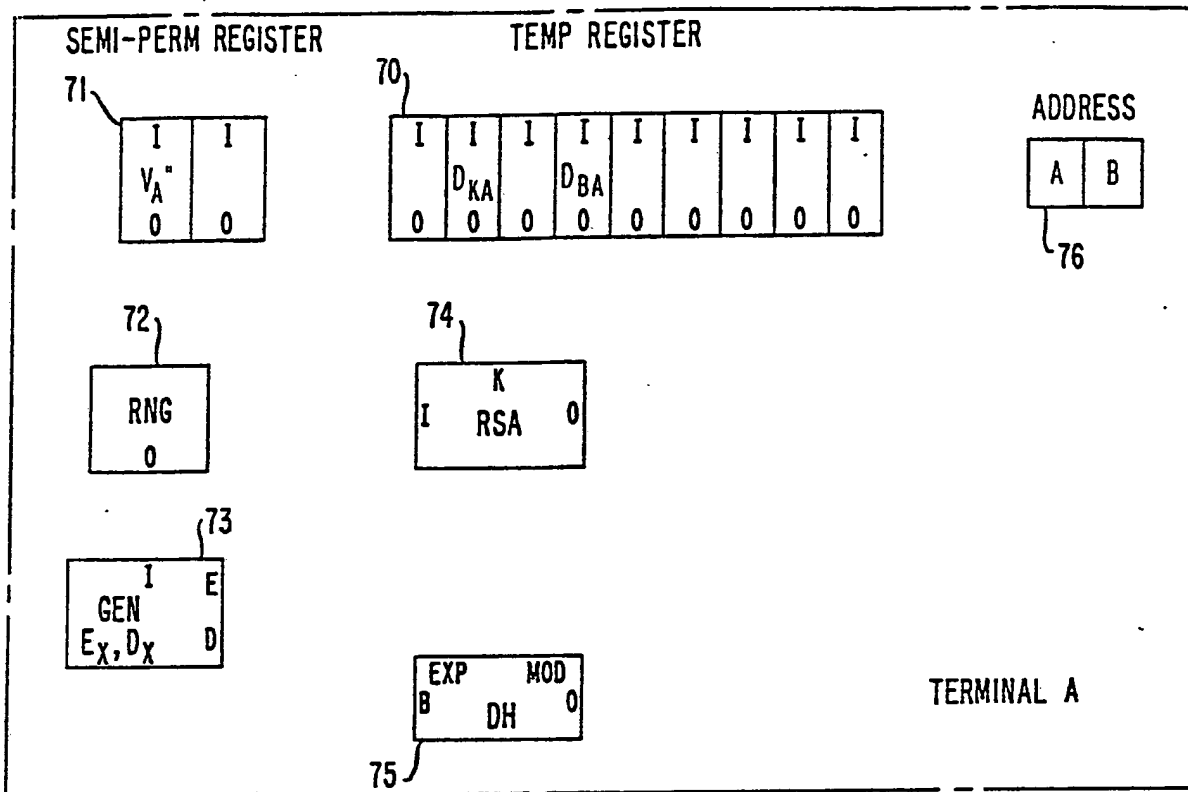 SEMI-PERM REGISTER
TEMP REGISTER
71
70
ADDRESS
I I
V_A"
0 0
I I I I I I I I I
D_KA D_BA
0 0 0 0 0 0 0 0 0
A B
76
72
74
RNG
0
K
I RSA 0
73
I E
GEN
E_X, D_X D
EXP MOD
B DH 0
75
TERMINAL A